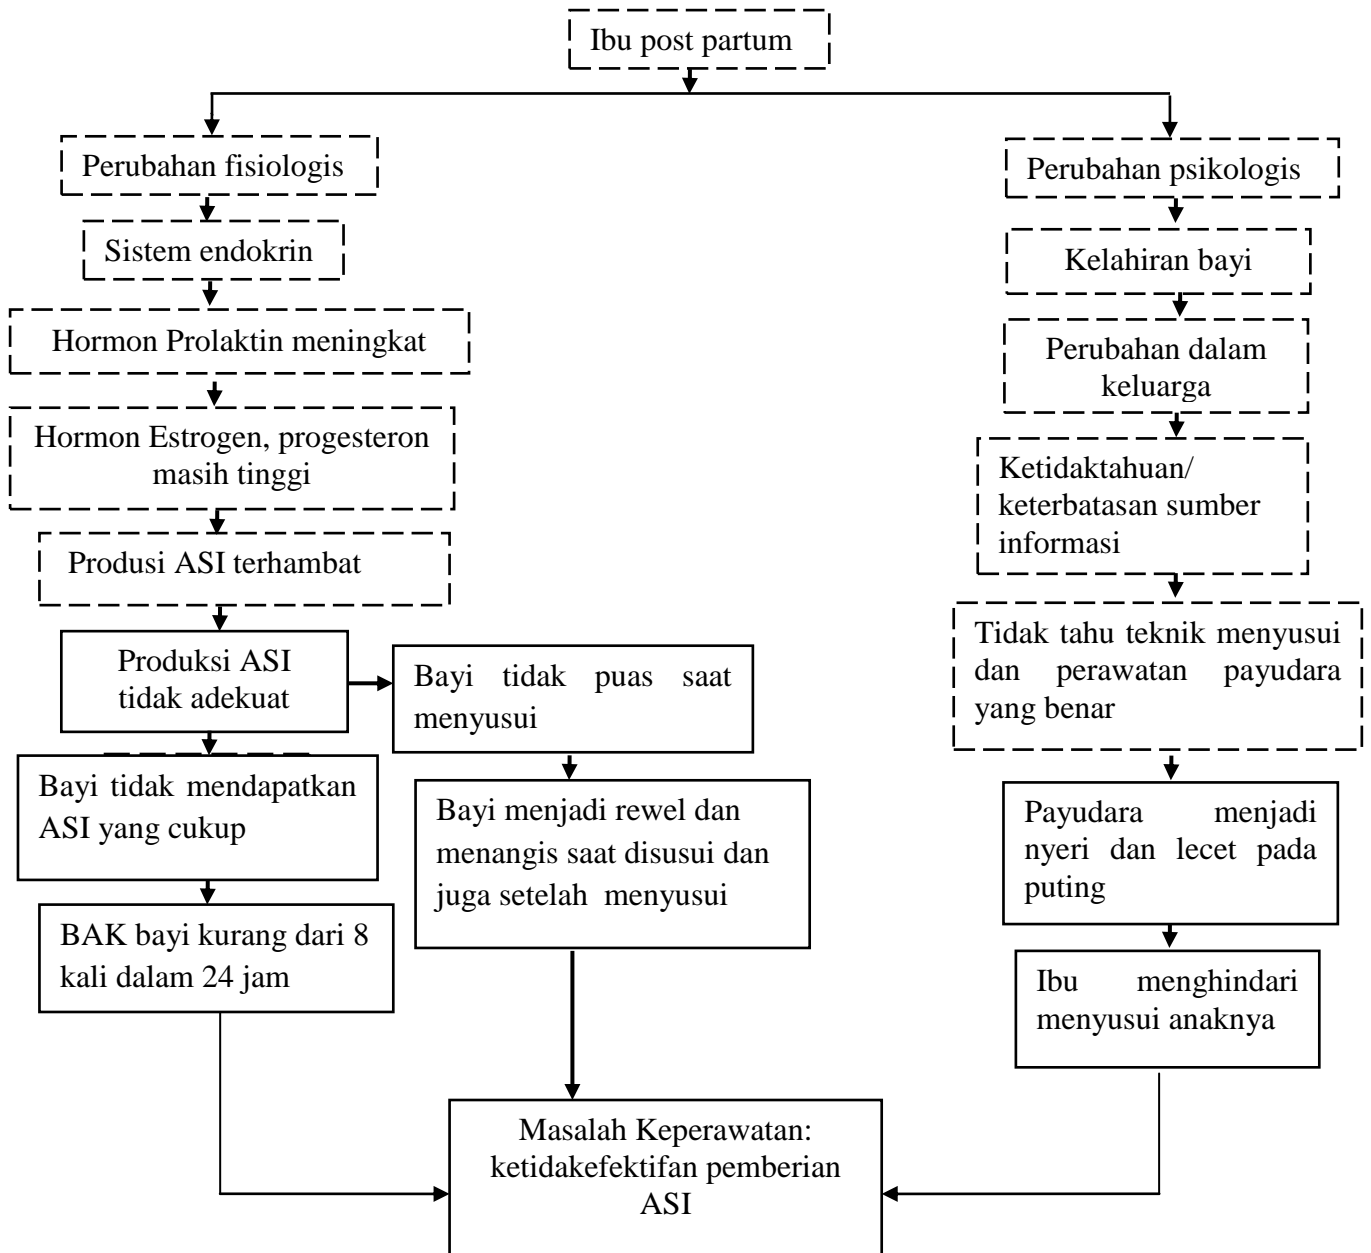 Ibu post partum
Perubahan fisiologis
Sistem endokrin
Hormon Prolaktin meningkat
Hormon Estrogen, progesteron
masih tinggi
Produsi ASI terhambat
Produksi ASI
tidak adekuat
Bayi tidak mendapatkan
ASI yang cukup
BAK bayi kurang dari 8
kali dalam 24 jam
Bayi tidak puas saat
menyusui
Bayi menjadi rewel dan
menangis saat disusui dan
juga setelah menyusui
Perubahan psikologis
Kelahiran bayi
Perubahan dalam
keluarga
Ketidaktahuan/
keterbatasan sumber
informasi
Tidak tahu teknik menyusui
dan perawatan payudara
yang benar
Payudara menjadi
nyeri dan lecet pada
puting
Ibu menghindari
menyusui anaknya
Masalah Keperawatan:
ketidakefektifan pemberian
ASI